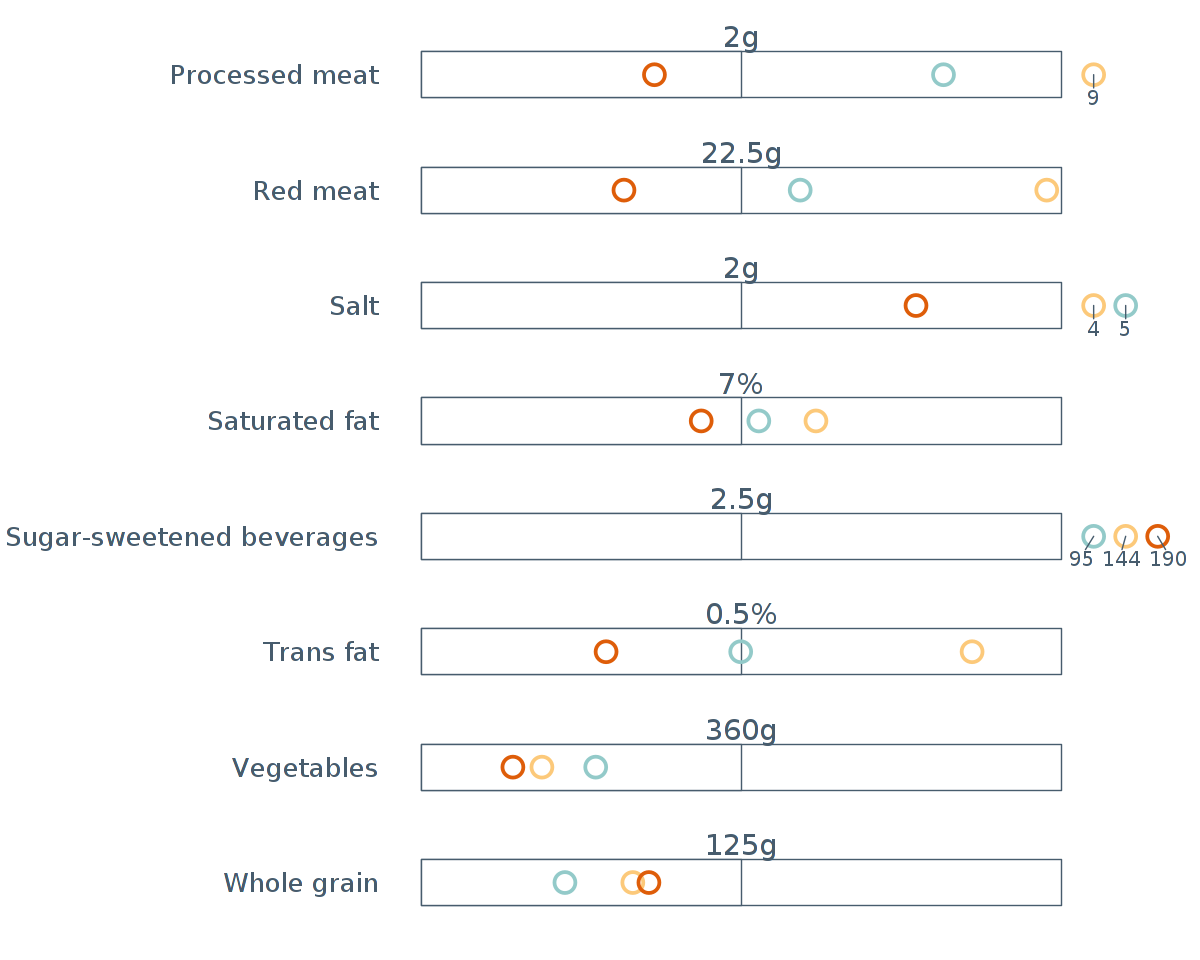 2g
Processed meat
9
22.5g
Red meat
2g
Salt
4 5
7%
Saturated fat
2.5g
Sugar-sweetened beverages
95 144 190
0.5%
Trans fat
360g
Vegetables
125g
Whole grain